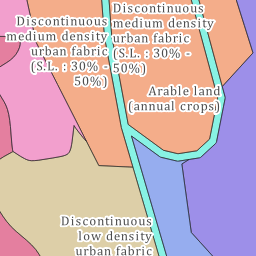 Discontinuous
medium density
urban fabric
(S.L. : 30% -
50%)
Discontinuous
medium density
urban fabric
(S.L. : 30% -
50%)
Arable land
(annual crops)
Discontinuous
low density
urban fabric